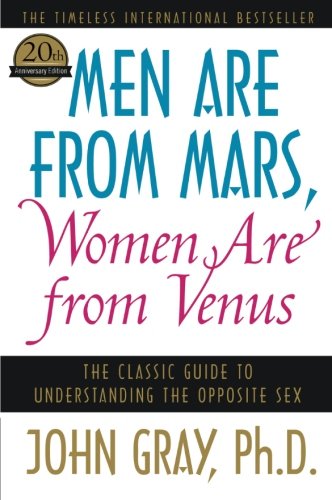 THE TIMELESS INTERNATIONAL BESTSELLER
20th
Anniversary Edition
MEN ARE
FROM MARS,
Women Are
from Venus
THE CLASSIC GUIDE TO
UNDERSTANDING THE OPPOSITE SEX
JOHN GRAY, Ph.D.